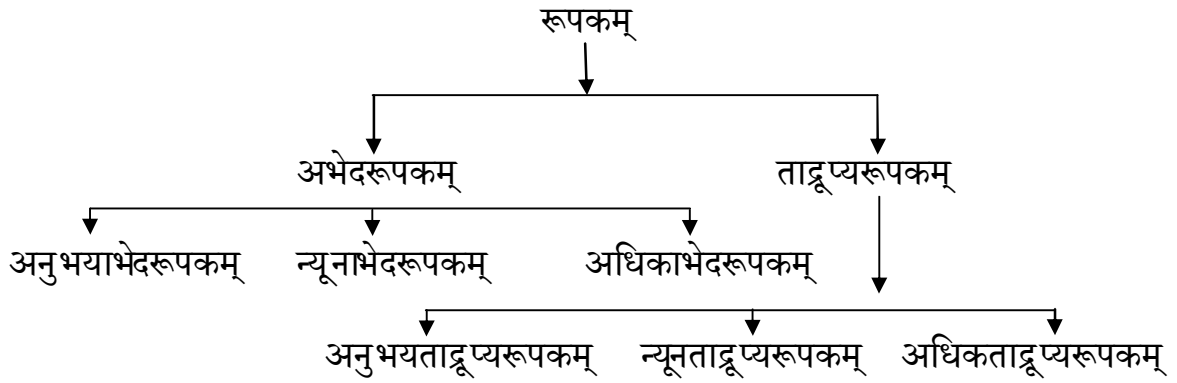 रूपकम्
अभेदरूपकम् ताद्रूप्यरूपकम्
अनुभयाभेदरूपकम् न्यूनाभेदरूपकम् अधिकाभेदरूपकम्
अनुभयताद्रूप्यरूपकम् न्यूनताद्रूप्यरूपकम् अधिकताद्रूप्यरूपकम्